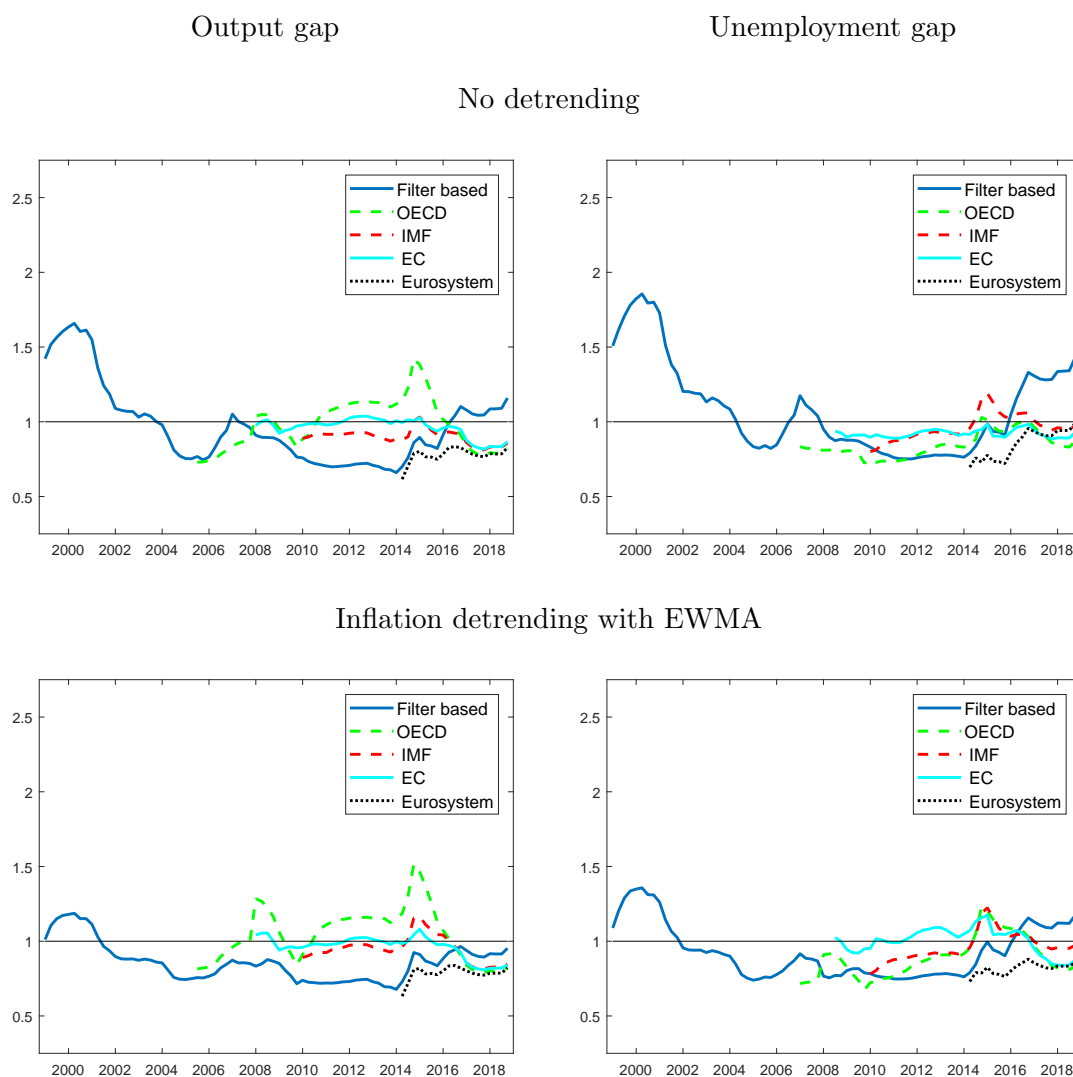 Output gap
Unemployment gap
No detrending
2.5
2
1.5
1
0.5
2000 2002 2004 2006 2008 2010 2012 2014 2016 2018
Filter based
OECD
IMF
EC
Eurosystem
2.5
2
1.5
1
0.5
2000 2002 2004 2006 2008 2010 2012 2014 2016 2018
Filter based
OECD
IMF
EC
Eurosystem
Inflation detrending with EWMA
2.5
2
1.5
1
0.5
2000 2002 2004 2006 2008 2010 2012 2014 2016 2018
Filter based
OECD
IMF
EC
Eurosystem
2.5
2
1.5
1
0.5
2000 2002 2004 2006 2008 2010 2012 2014 2016 2018
Filter based
OECD
IMF
EC
Eurosystem